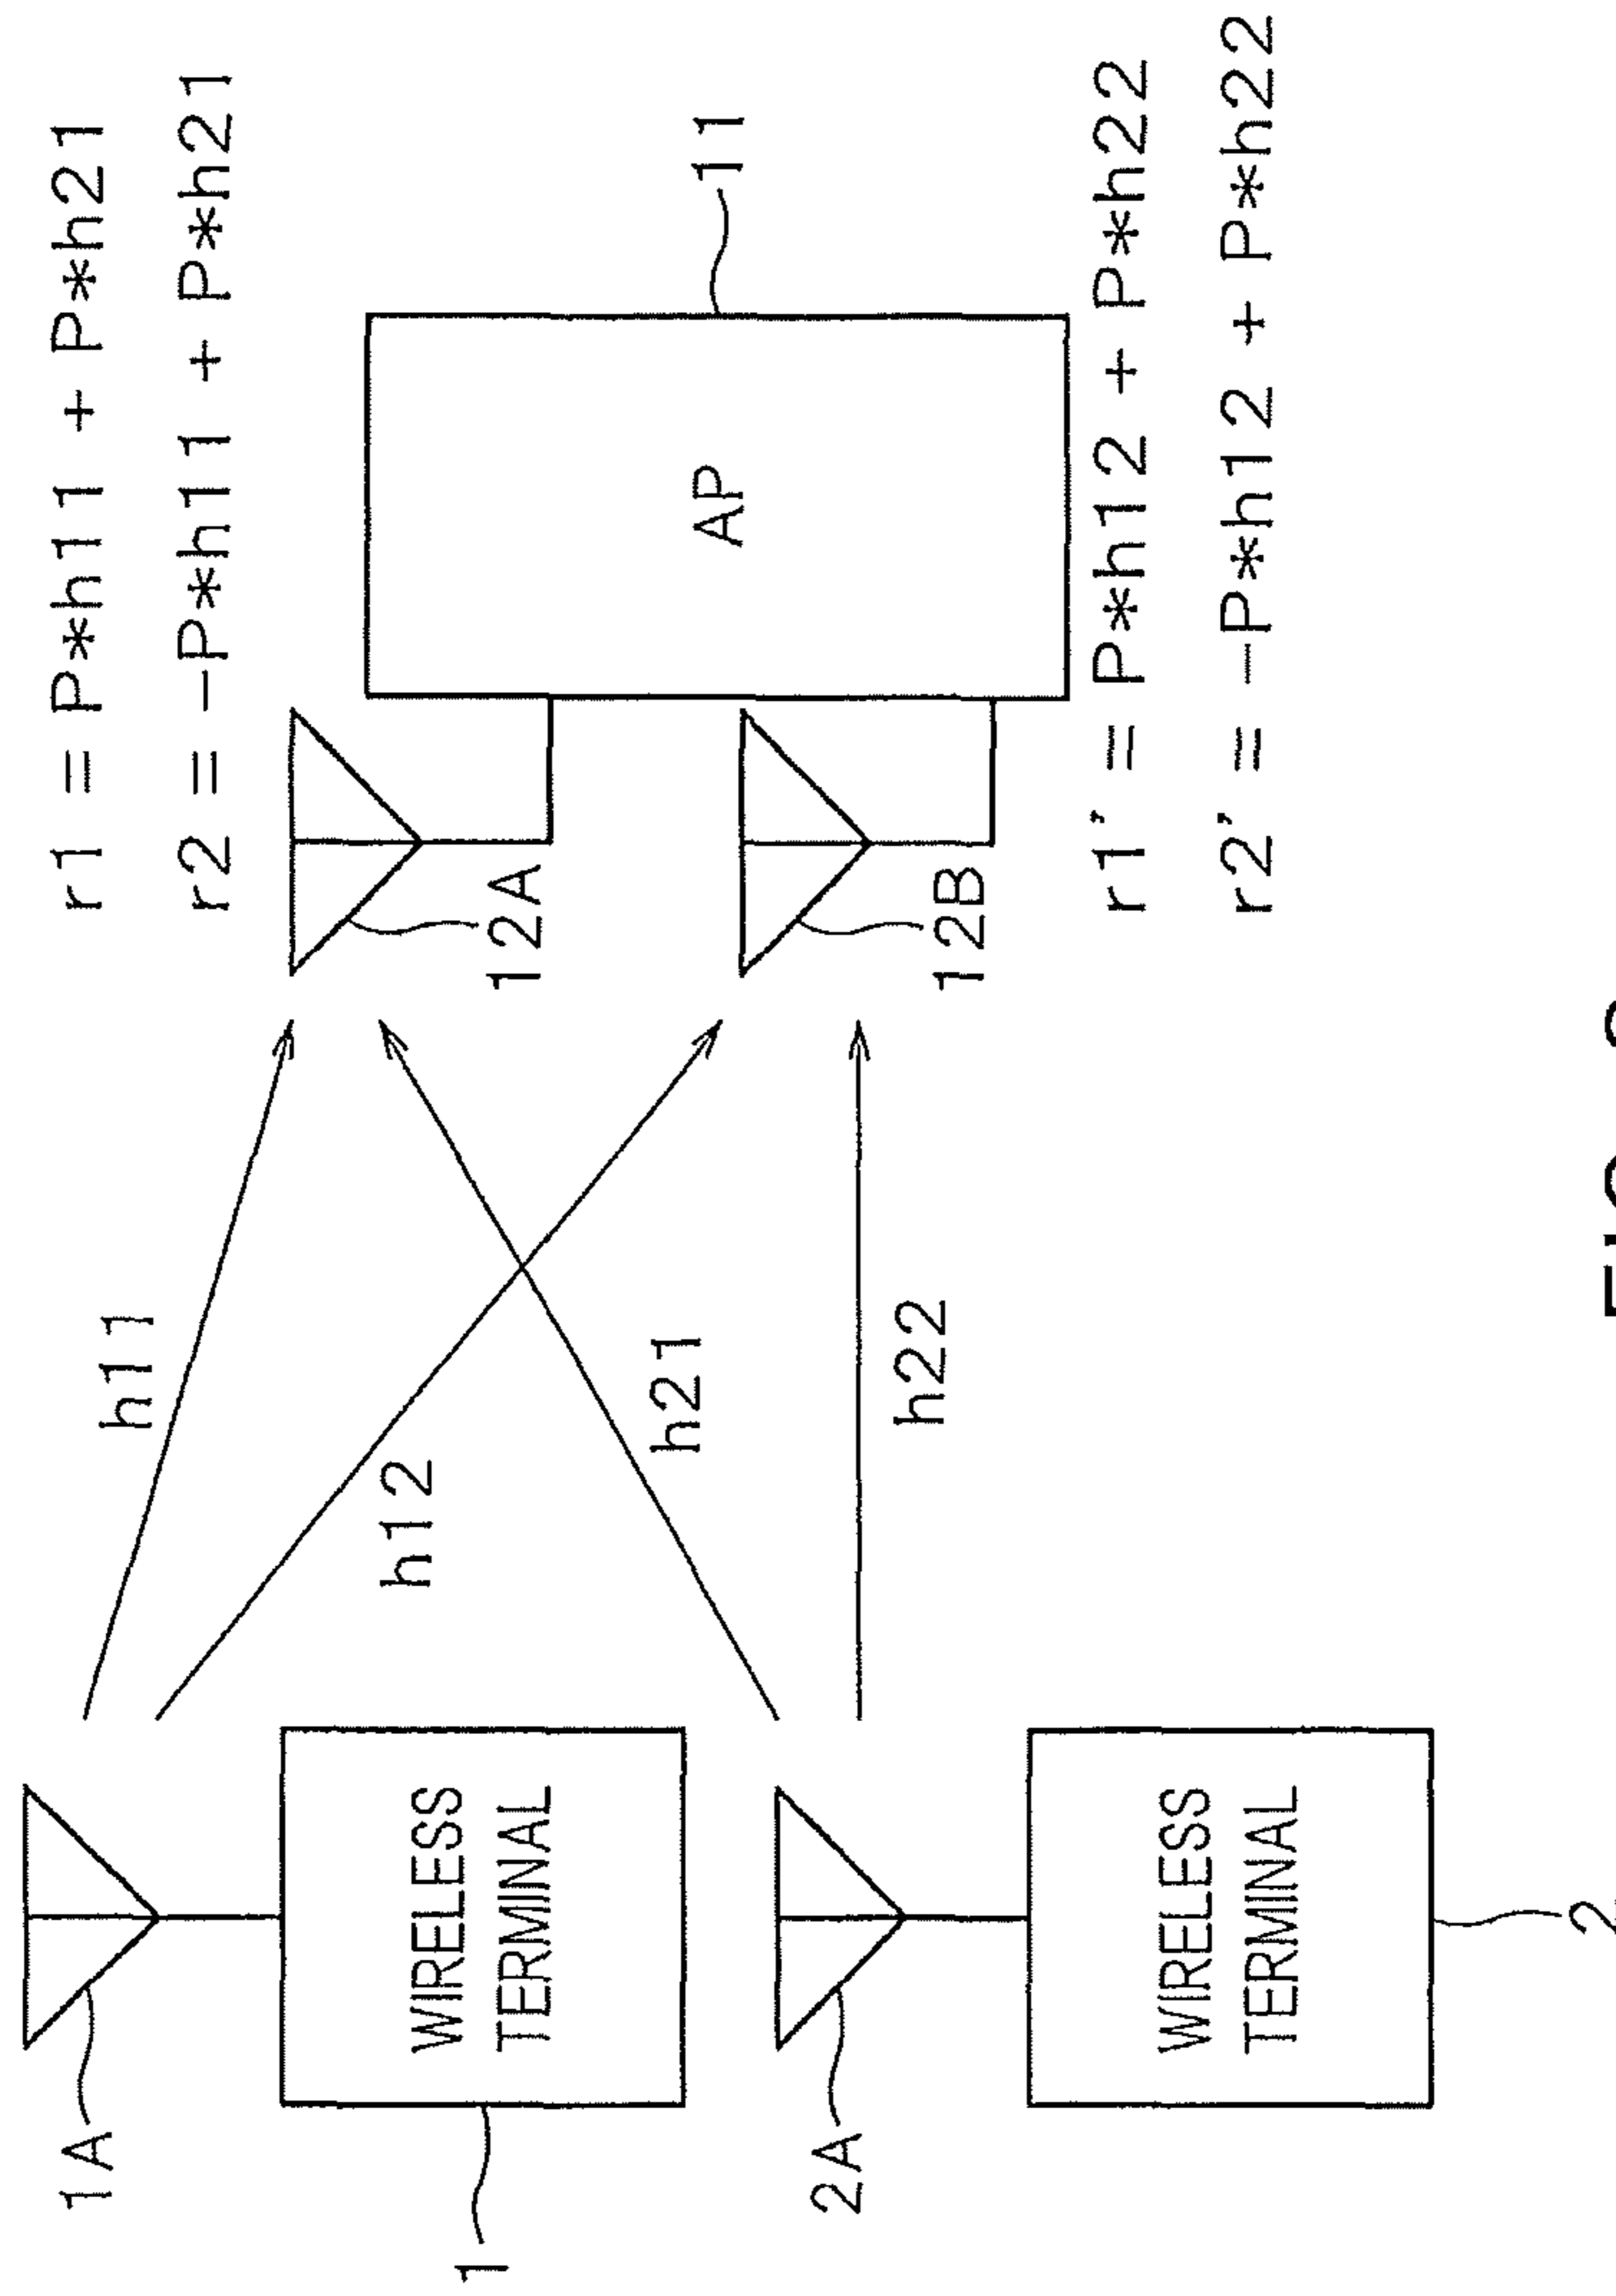 r1 = P*h11 + P*h21
r2 = -P*h11 + P*h21
1A
h11
12A
11
AP
h12
WIRELESS
TERMINAL
1
h21
12B
2A
h22
r1' = P*h12 + P*h22
r2' = -P*h12 + P*h22
WIRELESS
TERMINAL
2